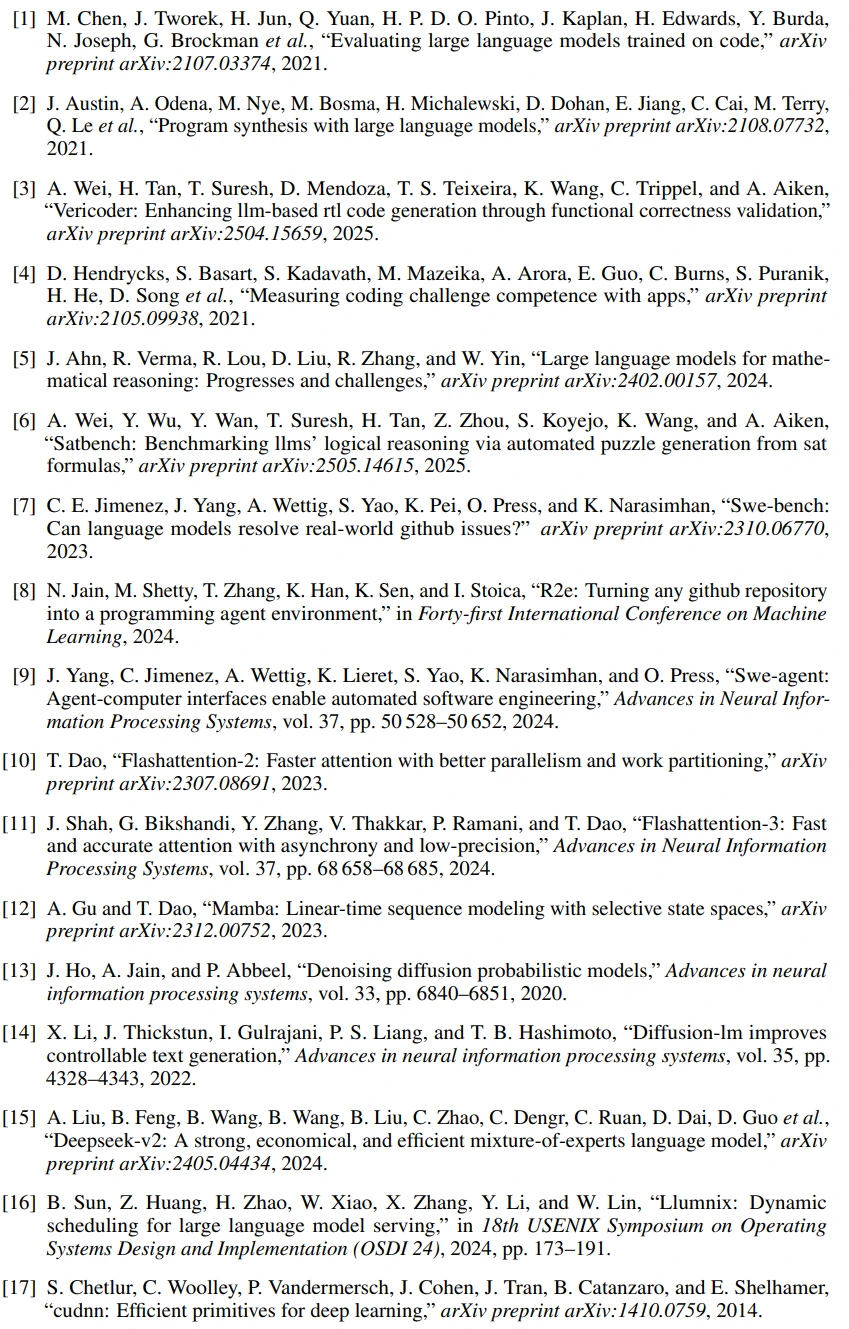 [1] M. Chen, J. Tworek, H. Jun, Q. Yuan, H. P. D. O. Pinto, J. Kaplan, H. Edwards, Y. Burda,
N. Joseph, G. Brockman et al., “Evaluating large language models trained on code,” arXiv
preprint arXiv:2107.03374, 2021.
[2] J. Austin, A. Odena, M. Nye, M. Bosma, H. Michalewski, D. Dohan, E. Jiang, C. Cai, M. Terry,
Q. Le et al., “Program synthesis with large language models,” arXiv preprint arXiv:2108.07732,
2021.
[3] A. Wei, H. Tan, T. Suresh, D. Mendoza, T. S. Teixeira, K. Wang, C. Trippel, and A. Aiken,
“Vericoder: Enhancing llm-based rtl code generation through functional correctness validation,”
arXiv preprint arXiv:2504.15659, 2025.
[4] D. Hendrycks, S. Basart, S. Kadavath, M. Mazeika, A. Arora, E. Guo, C. Burns, S. Puranik,
H. He, D. Song et al., “Measuring coding challenge competence with apps,” arXiv preprint
arXiv:2105.09938, 2021.
[5] J. Ahn, R. Verma, R. Lou, D. Liu, R. Zhang, and W. Yin, “Large language models for mathe-
matical reasoning: Progresses and challenges,” arXiv preprint arXiv:2402.00157, 2024.
[6] A. Wei, Y. Wu, Y. Wan, T. Suresh, H. Tan, Z. Zhou, S. Koyejo, K. Wang, and A. Aiken,
“Satbench: Benchmarking llms’ logical reasoning via automated puzzle generation from sat
formulas,” arXiv preprint arXiv:2505.14615, 2025.
[7] C. E. Jimenez, J. Yang, A. Wettig, S. Yao, K. Pei, O. Press, and K. Narasimhan, “Swe-bench:
Can language models resolve real-world github issues?” arXiv preprint arXiv:2310.06770,
2023.
[8] N. Jain, M. Shetty, T. Zhang, K. Han, K. Sen, and I. Stoica, “R2e: Turning any github repository
into a programming agent environment,” in Forty-first International Conference on Machine
Learning, 2024.
[9] J. Yang, C. Jimenez, A. Wettig, K. Lieret, S. Yao, K. Narasimhan, and O. Press, “Swe-agent:
Agent-computer interfaces enable automated software engineering,” Advances in Neural Infor-
mation Processing Systems, vol. 37, pp. 50 528–50 652, 2024.
[10] T. Dao, “Flashattention-2: Faster attention with better parallelism and work partitioning,” arXiv
preprint arXiv:2307.08691, 2023.
[11] J. Shah, G. Bikshandi, Y. Zhang, V. Thakkar, P. Ramani, and T. Dao, “Flashattention-3: Fast
and accurate attention with asynchrony and low-precision,” Advances in Neural Information
Processing Systems, vol. 37, pp. 68 658–68 685, 2024.
[12] A. Gu and T. Dao, “Mamba: Linear-time sequence modeling with selective state spaces,” arXiv
preprint arXiv:2312.00752, 2023.
[13] J. Ho, A. Jain, and P. Abbeel, “Denoising diffusion probabilistic models,” Advances in neural
information processing systems, vol. 33, pp. 6840–6851, 2020.
[14] X. Li, J. Thickstun, I. Gulrajani, P. S. Liang, and T. B. Hashimoto, “Diffusion-lm improves
controllable text generation,” Advances in neural information processing systems, vol. 35, pp.
4328–4343, 2022.
[15] A. Liu, B. Feng, B. Wang, B. Wang, B. Liu, C. Zhao, C. Dengr, C. Ruan, D. Dai, D. Guo et al.,
“Deepseek-v2: A strong, economical, and efficient mixture-of-experts language model,” arXiv
preprint arXiv:2405.04434, 2024.
[16] B. Sun, Z. Huang, H. Zhao, W. Xiao, X. Zhang, Y. Li, and W. Lin, “Llumnix: Dynamic
scheduling for large language model serving,” in 18th USENIX Symposium on Operating
Systems Design and Implementation (OSDI 24), 2024, pp. 173–191.
[17] S. Chetlur, C. Woolley, P. Vandermersch, J. Cohen, J. Tran, B. Catanzaro, and E. Shelhamer,
“cudnn: Efficient primitives for deep learning,” arXiv preprint arXiv:1410.0759, 2014.